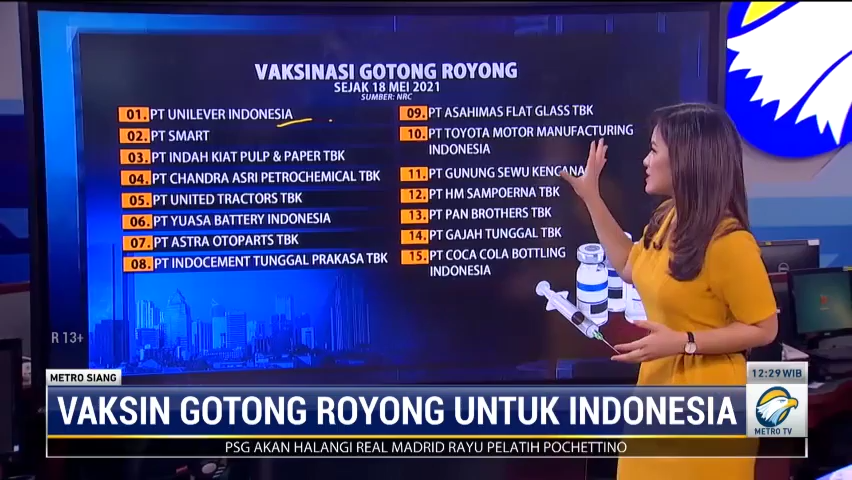 VAKSINASI GOTONG ROYONG
SEJAK 18 MEI 2021
SUMBER: NRC
01. PT UNILEVER INDONESIA
02. PT SMART
03. PT INDAH KIAT PULP & PAPER TBK
04. PT CHANDRA ASRI PETROCHEMICAL TBK
05. PT UNITED TRACTORS TBK
06. PT YUASA BATTERY INDONESIA
07. PT ASTRA OTOPARTS TBK
08. PT INDOCEMENT TUNGGAL PRAKASA TBK
09. PT ASAHIMAS FLAT GLASS TBK
10. PT TOYOTA MOTOR MANUFACTURING
INDONESIA
11. PT GUNUNG SEWU KENCANA
12. PT HM SAMPOERNA TBK
13. PT PAN BROTHERS TBK
14. PT GAJAH TUNGGAL TBK
15. PT COCA COLA BOTTLING
INDONESIA
R 13+
METRO SIANG
12:29 WIB
VAKSIN GOTONG ROYONG UNTUK INDONESIA
METRO TV
PSG AKAN HALANGI REAL MADRID RAYU PELATIH POCHETTINO